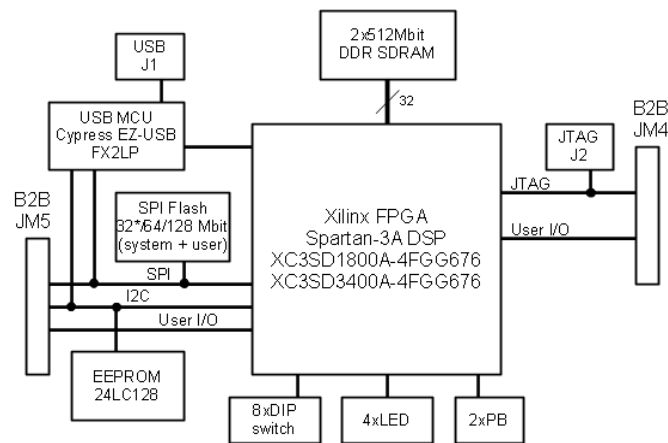 USB
J1
2x512Mbit
DDR SDRAM
32
USB MCU
Cypress EZ-USB
FX2LP
B2B
JM4
JTAG
J2
JTAG
B2B
JM5
SPI Flash
32*/64/128 Mbit
(system + user)
Xilinx FPGA
Spartan-3A DSP
XC3SD1800A-4FGG676
XC3SD3400A-4FGG676
User I/O
SPI
I2C
User I/O
EEPROM
24LC128
8xDIP
switch
4xLED
2xPB